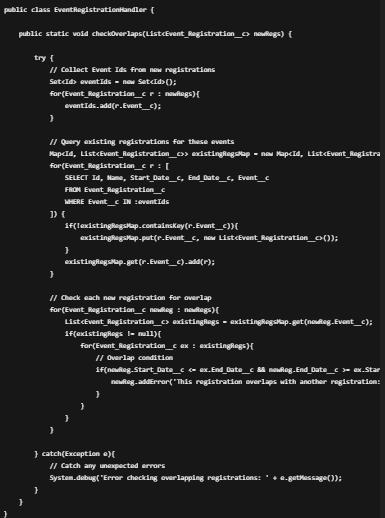 public class EventRegistrationHandler {

    public static void checkOverlaps(List<Event_Registration__c> newRegs) {

        try {
            // Collect Event Ids from new registrations
            Set<Id> eventIds = new Set<Id>();
            for(Event_Registration__c r : newRegs){
                eventIds.add(r.Event__c);
            }

            // Query existing registrations for these events
            Map<Id, List<Event_Registration__c>> existingRegsMap = new Map<Id, List<Event_Registra
            for(Event_Registration__c r : [
                SELECT Id, Name, Start_Date__c, End_Date__c, Event__c
                FROM Event_Registration__c
                WHERE Event__c IN :eventIds
            ]) {
                if(!existingRegsMap.containsKey(r.Event__c)){
                    existingRegsMap.put(r.Event__c, new List<Event_Registration__c>());
                }
                existingRegsMap.get(r.Event__c).add(r);
            }

            // Check each new registration for overlap
            for(Event_Registration__c newReg : newRegs){
                List<Event_Registration__c> existingRegs = existingRegsMap.get(newReg.Event__c);
                if(existingRegs != null){
                    for(Event_Registration__c ex : existingRegs){
                        // Overlap condition
                        if(newReg.Start_Date__c <= ex.End_Date__c && newReg.End_Date__c >= ex.Star
                            newReg.addError('This registration overlaps with another registration:
                        }
                    }
                }
            }

        } catch(Exception e){
            // Catch any unexpected errors
            System.debug('Error checking overlapping registrations: ' + e.getMessage());
        }
    }
}